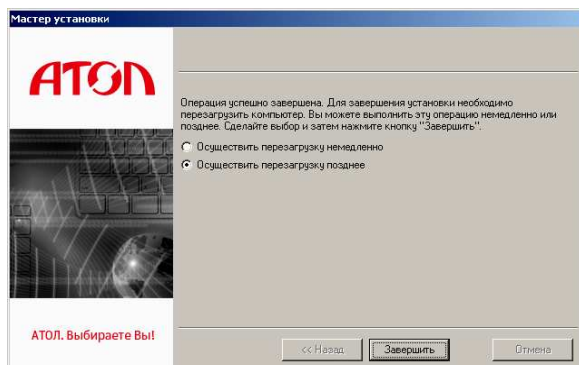 Мастер установки
АТОЛ
Операция успешно завершена. Для завершения установки необходимо
перезагрузить компьютер. Вы можете выполнить эту операцию немедленно или
позднее. Сделайте выбор и затем нажмите кнопку "Завершить".
Осуществить перезагрузку немедленно
Осуществить перезагрузку позднее
АТОЛ. Выбираете Вы!
<< Назад
Завершить
Отмена